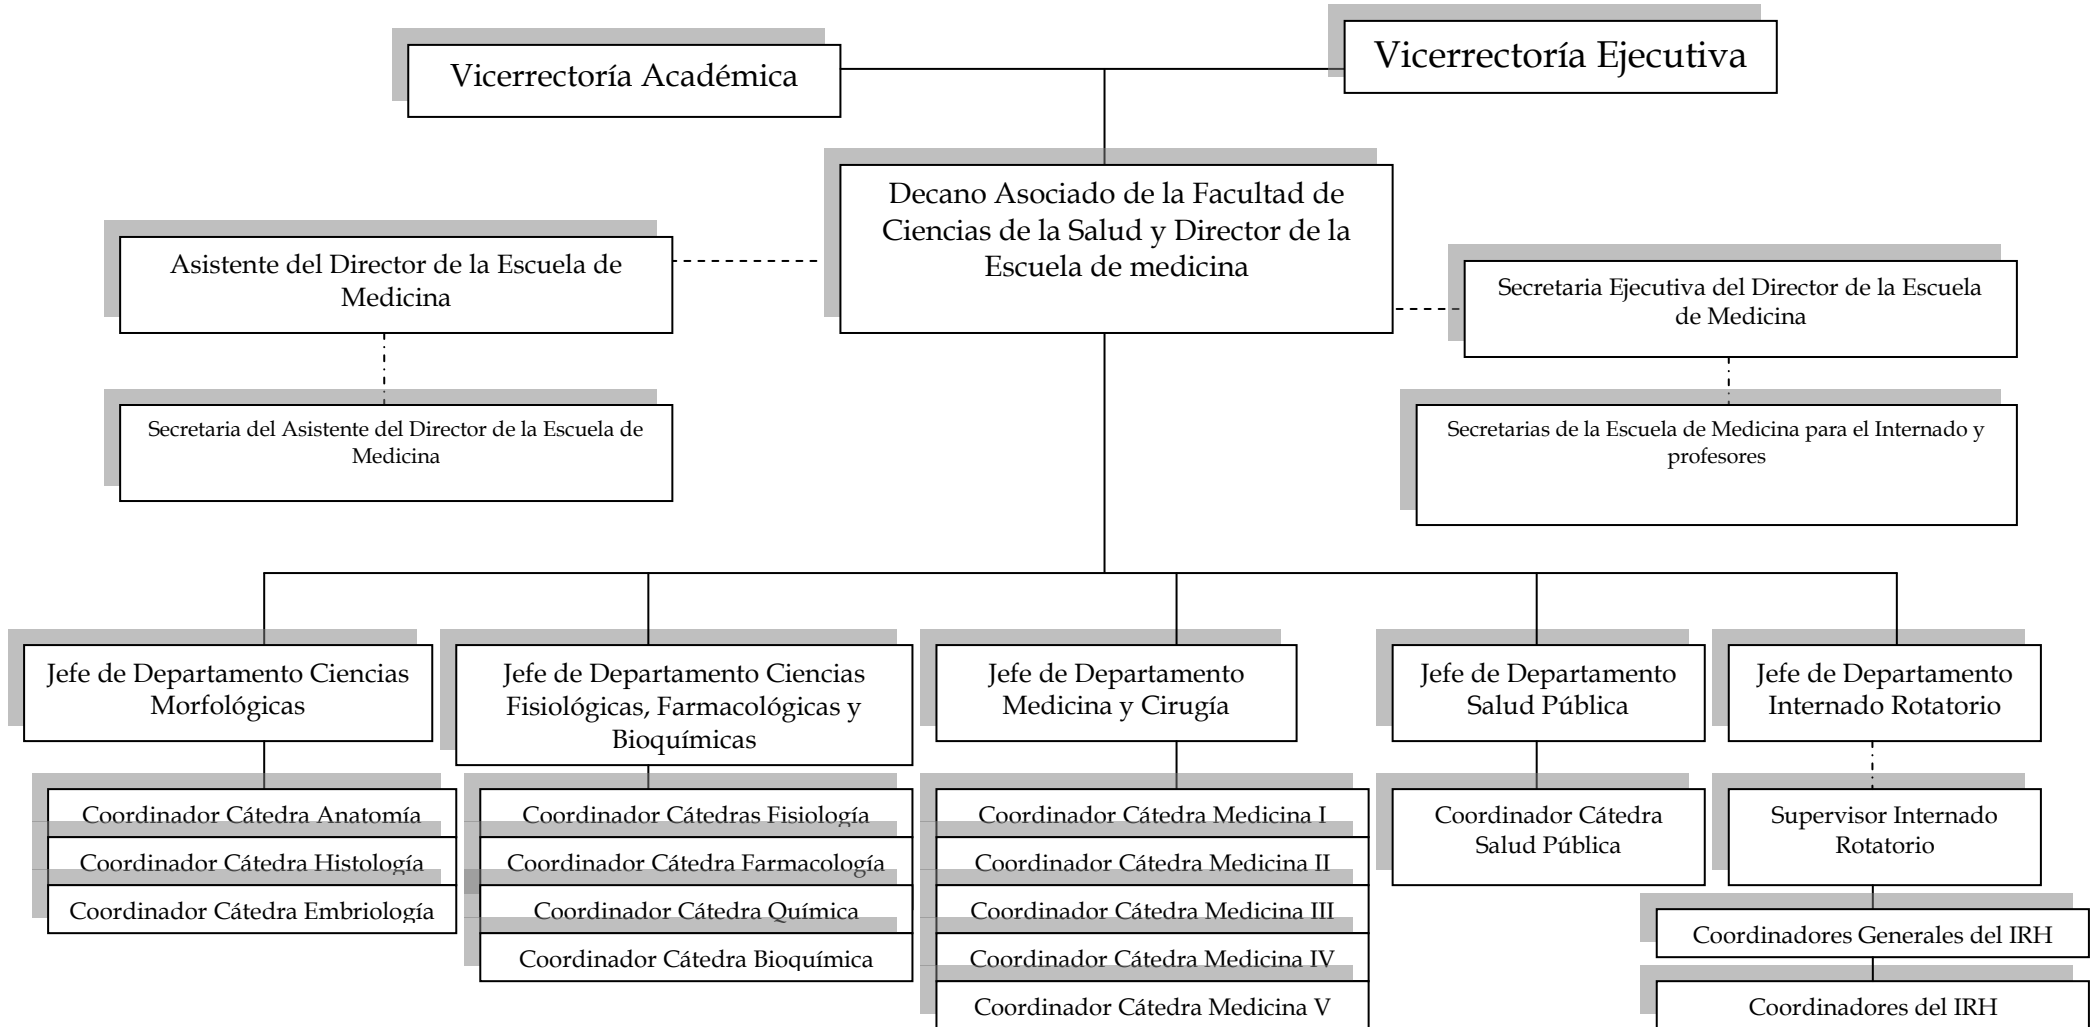 Vicerrectoría Académica
Vicerrectoría Ejecutiva
Decano Asociado de la Facultad de
Ciencias de la Salud y Director de la
Escuela de medicina
Asistente del Director de la Escuela de
Medicina
Secretaria Ejecutiva del Director de la Escuela
de Medicina
Secretaria del Asistente del Director de la Escuela de
Medicina
Secretarias de la Escuela de Medicina para el Internado y
profesores
Jefe de Departamento Ciencias
Morfológicas
Jefe de Departamento Ciencias
Fisiológicas, Farmacológicas y
Bioquímicas
Jefe de Departamento
Medicina y Cirugía
Jefe de Departamento
Salud Pública
Jefe de Departamento
Internado Rotatorio
Coordinador Cátedra Anatomía
Coordinador Cátedra Histología
Coordinador Cátedra Embriología
Coordinador Cátedras Fisiología
Coordinador Cátedra Farmacología
Coordinador Cátedra Química
Coordinador Cátedra Bioquímica
Coordinador Cátedra Medicina I
Coordinador Cátedra Medicina II
Coordinador Cátedra Medicina III
Coordinador Cátedra Medicina IV
Coordinador Cátedra Medicina V
Coordinador Cátedra
Salud Pública
Supervisor Internado
Rotatorio
Coordinadores Generales del IRH
Coordinadores del IRH